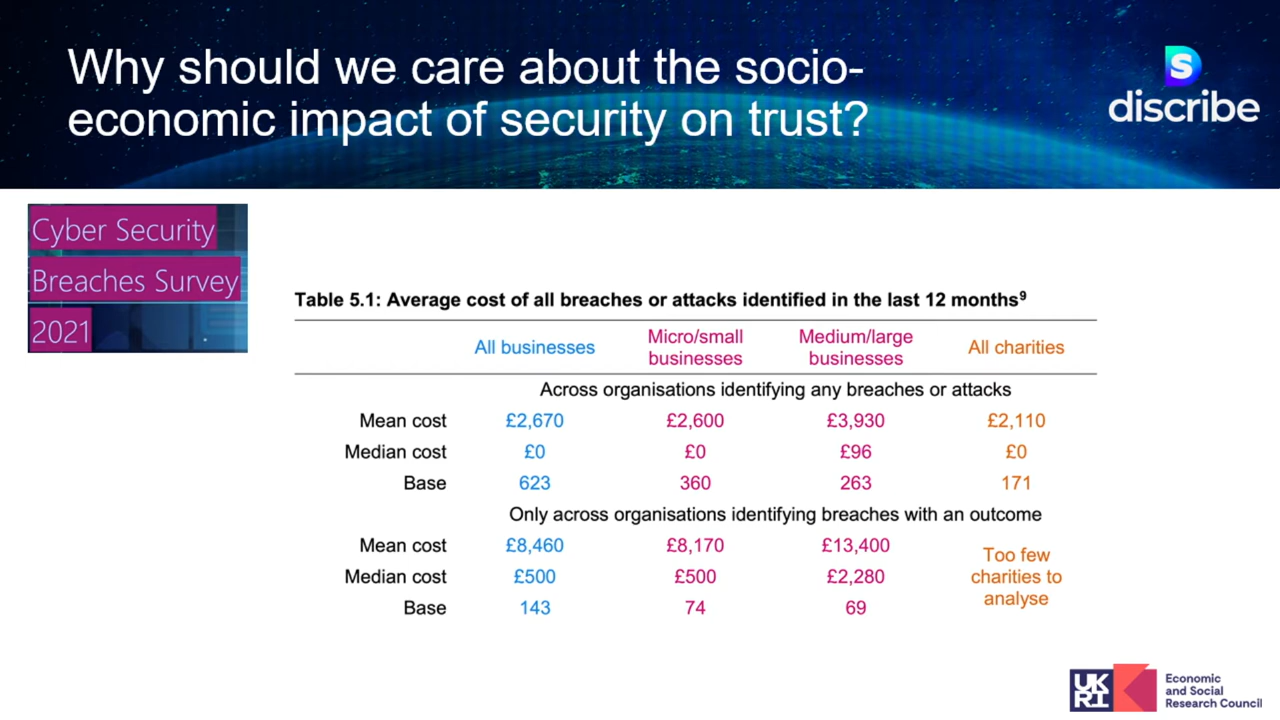 Why should we care about the socio-
economic impact of security on trust?
discribe
Cyber Security
Breaches Survey
2021
Table 5.1: Average cost of all breaches or attacks identified in the last 12 months⁹
All businesses Micro/small businesses Medium/large businesses All charities
Across organisations identifying any breaches or attacks
Mean cost £2,670 £2,600 £3,930 £2,110
Median cost £0 £0 £96 £0
Base 623 360 263 171
Only across organisations identifying breaches with an outcome
Mean cost £8,460 £8,170 £13,400
Median cost £500 £500 £2,280
Base 143 74 69
Too few
charities to
analyse
UK
RI
Economic
and Social
Research Council